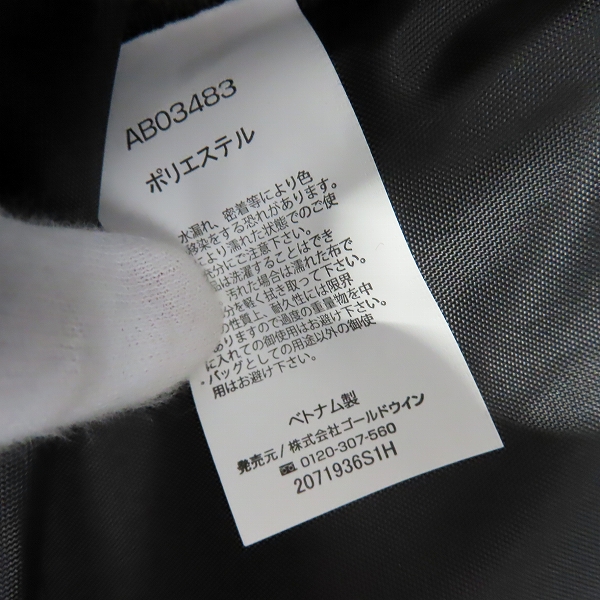 AB03483
ポリエステル
水漏れ、密着等により色
感染をする恐れがあります。
により濡れた状態でのご使
充分にご注意下さい。
は洗濯することはでき
汚れた場合は濡れた布で
分を軽く拭き取って下さい。
の性質上、耐久性には限界
ありますので過度の重量物を中
に入れての御使用はお避け下さい。
・バッグとしての用途以外の御使
用はお避け下さい。
ベトナム製
発売元/株式会社ゴールドウイン
0120-307-560
2071936S1H